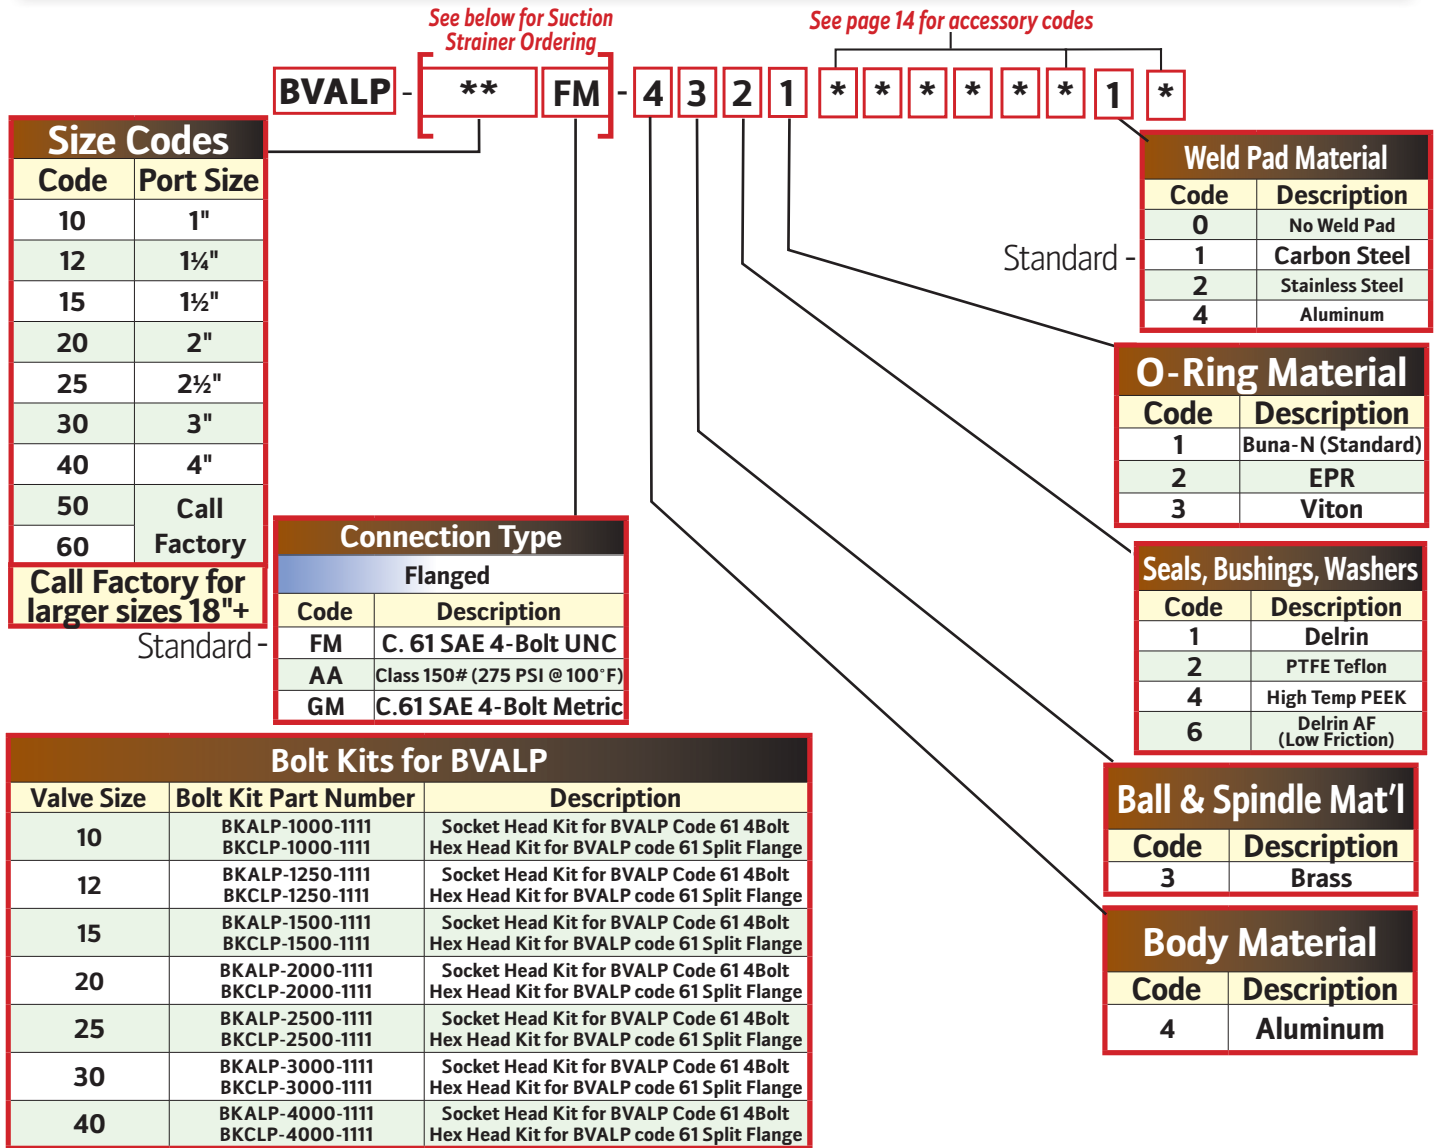 See below for Suction
Strainer Ordering
See page 14 for accessory codes
BVALP - ** FM - 4 3 2 1 * * * * * * 1 *
Size Codes
Code Port Size
10 1"
12 1¼"
15 1½"
20 2"
25 2½"
30 3"
40 4"
50 Call
60 Factory
Call Factory for
larger sizes 18"+
Weld Pad Material
Code Description
0 No Weld Pad
Standard - 1 Carbon Steel
2 Stainless Steel
4 Aluminum
O-Ring Material
Code Description
1 Buna-N (Standard)
2 EPR
3 Viton
Connection Type
Flanged
Code Description
Standard - FM C. 61 SAE 4-Bolt UNC
AA Class 150# (275 PSI @ 100°F)
GM C.61 SAE 4-Bolt Metric
Seals, Bushings, Washers
Code Description
1 Delrin
2 PTFE Teflon
4 High Temp PEEK
6 Delrin AF
(Low Friction)
Ball & Spindle Mat'l
Code Description
3 Brass
Body Material
Code Description
4 Aluminum
Bolt Kits for BVALP
Valve Size Bolt Kit Part Number Description
10 BKALP-1000-1111 Socket Head Kit for BVALP Code 61 4Bolt
BKCLP-1000-1111 Hex Head Kit for BVALP code 61 Split Flange
12 BKALP-1250-1111 Socket Head Kit for BVALP Code 61 4Bolt
BKCLP-1250-1111 Hex Head Kit for BVALP code 61 Split Flange
15 BKALP-1500-1111 Socket Head Kit for BVALP Code 61 4Bolt
BKCLP-1500-1111 Hex Head Kit for BVALP code 61 Split Flange
20 BKALP-2000-1111 Socket Head Kit for BVALP Code 61 4Bolt
BKCLP-2000-1111 Hex Head Kit for BVALP code 61 Split Flange
25 BKALP-2500-1111 Socket Head Kit for BVALP Code 61 4Bolt
BKCLP-2500-1111 Hex Head Kit for BVALP code 61 Split Flange
30 BKALP-3000-1111 Socket Head Kit for BVALP Code 61 4Bolt
BKCLP-3000-1111 Hex Head Kit for BVALP code 61 Split Flange
40 BKALP-4000-1111 Socket Head Kit for BVALP Code 61 4Bolt
BKCLP-4000-1111 Hex Head Kit for BVALP code 61 Split Flange